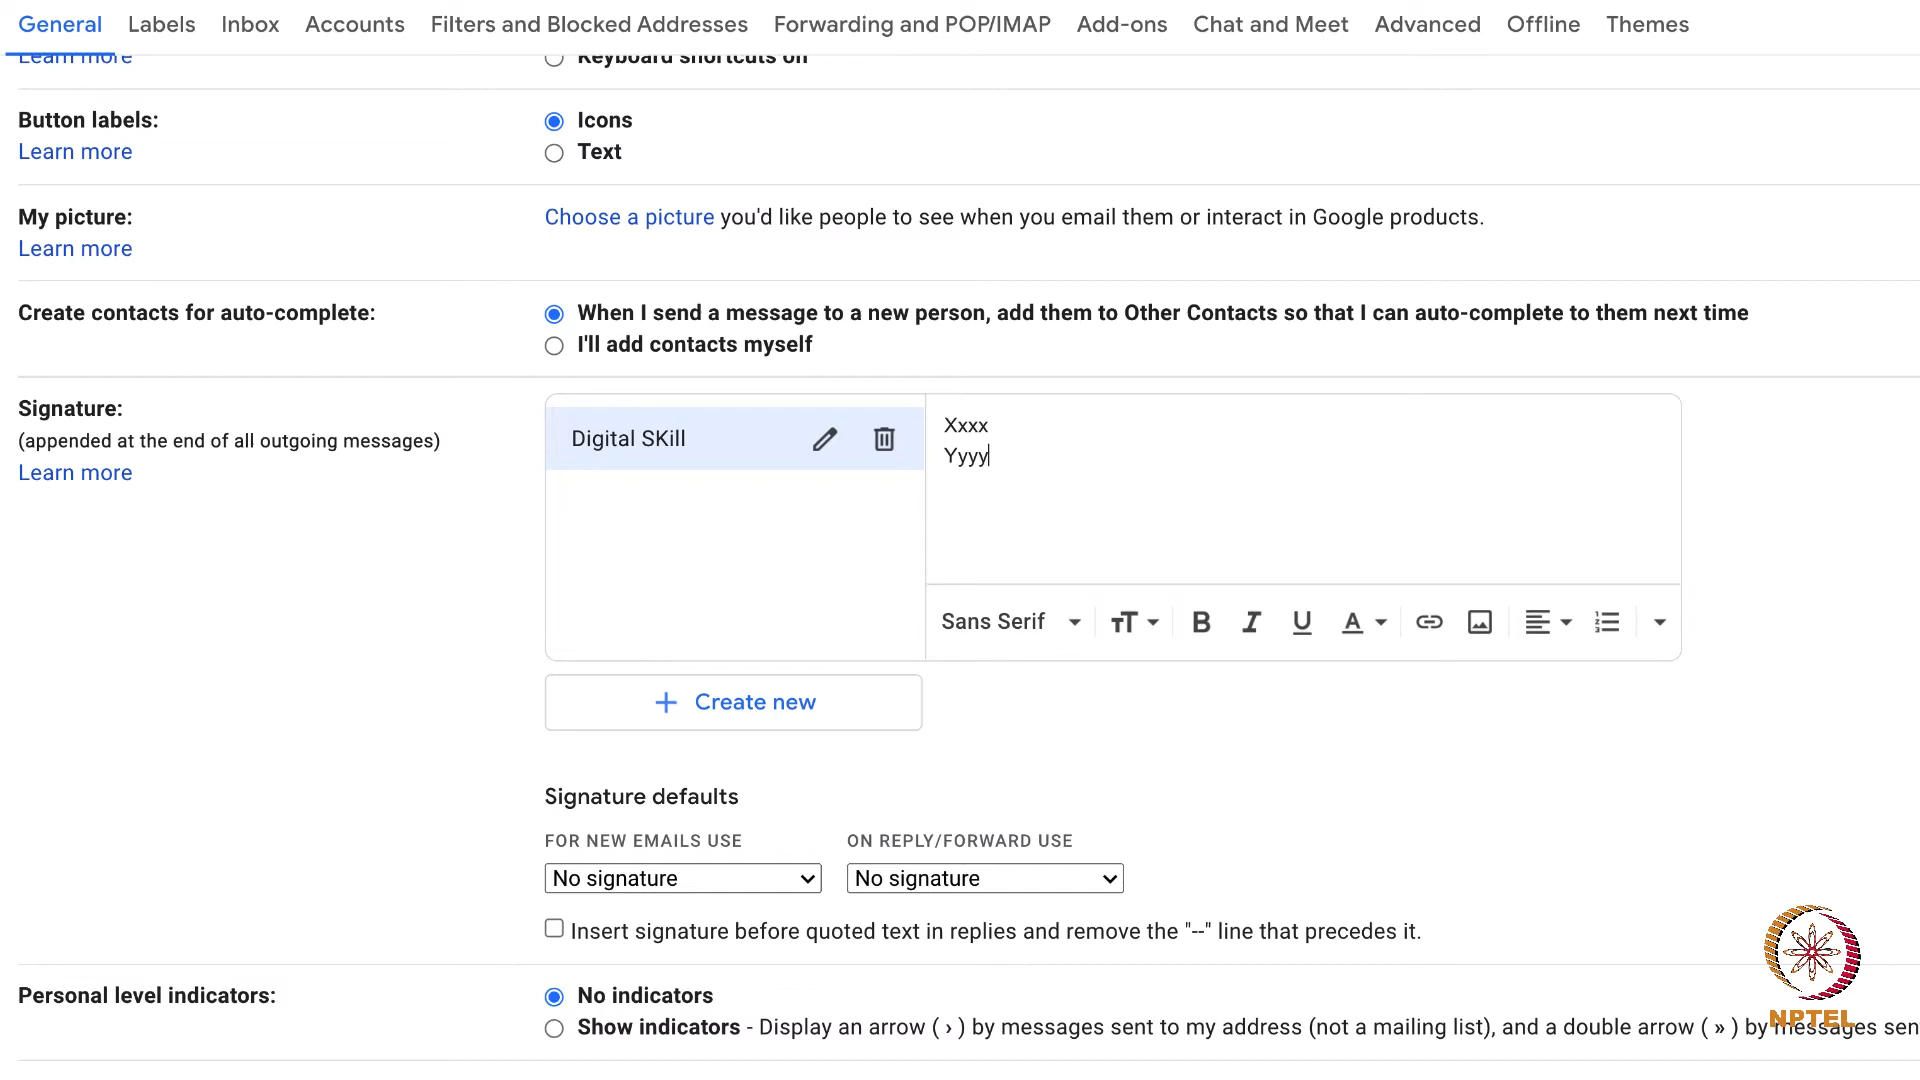 General Labels Inbox Accounts Filters and Blocked Addresses Forwarding and POP/IMAP Add-ons Chat and Meet Advanced Offline Themes
Learn more Keyboard shortcuts on
Button labels: Icons
Learn more Text
My picture: Choose a picture you'd like people to see when you email them or interact in Google products.
Learn more
Create contacts for auto-complete: When I send a message to a new person, add them to Other Contacts so that I can auto-complete to them next time
I'll add contacts myself
Signature:
(appended at the end of all outgoing messages)
Learn more
Digital SKill
Xxxx
Yyyy
Sans Serif
Create new
Signature defaults
FOR NEW EMAILS USE ON REPLY/FORWARD USE
No signature No signature
Insert signature before quoted text in replies and remove the "--" line that precedes it.
Personal level indicators: No indicators
Show indicators - Display an arrow ( › ) by messages sent to my address (not a mailing list), and a double arrow ( » ) by messages sen
NPTEL